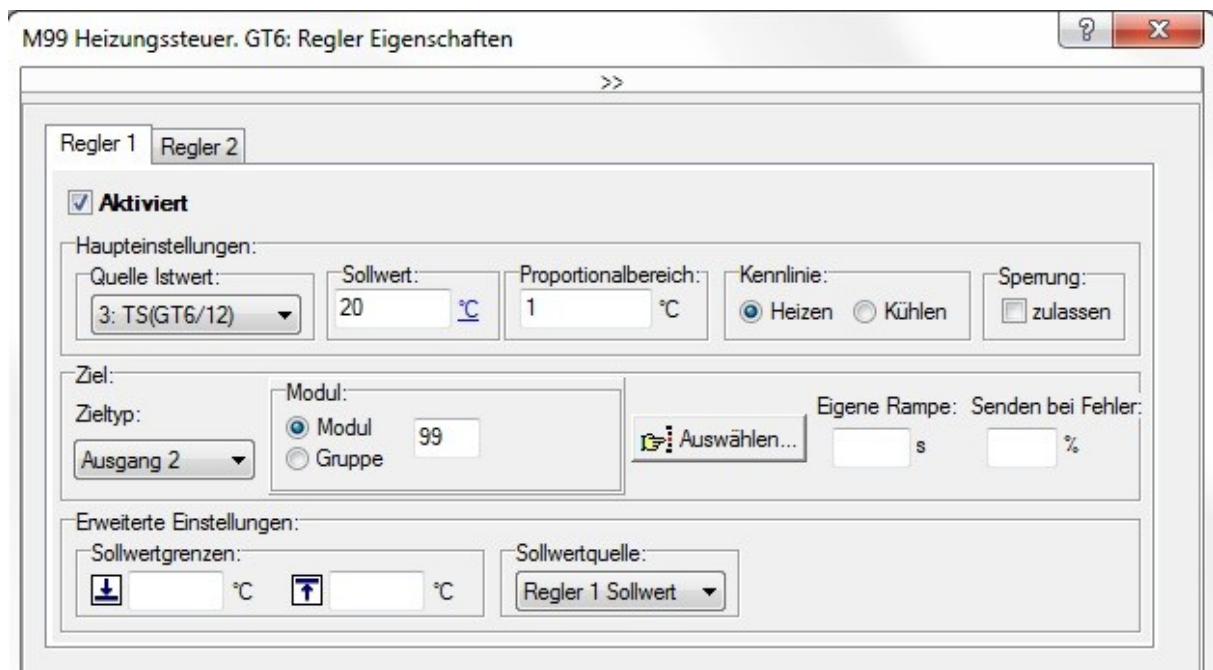 M99 Heizungssteuer. GT6: Regler Eigenschaften
>>
Regler 1 Regler 2
Aktiviert
Haupteinstellungen:
Quelle Istwert: Sollwert: Proportionalbereich: Kennlinie: Sperrung:
3: TS(GT6/12) 20 °C 1 °C Heizen Kühlen zulassen
Ziel:
Zieltyp: Modul: Eigene Rampe: Senden bei Fehler:
Ausgang 2 Modul 99 Auswählen... s %
Gruppe
Erweiterte Einstellungen:
Sollwertgrenzen: Sollwertquelle:
°C °C Regler 1 Sollwert